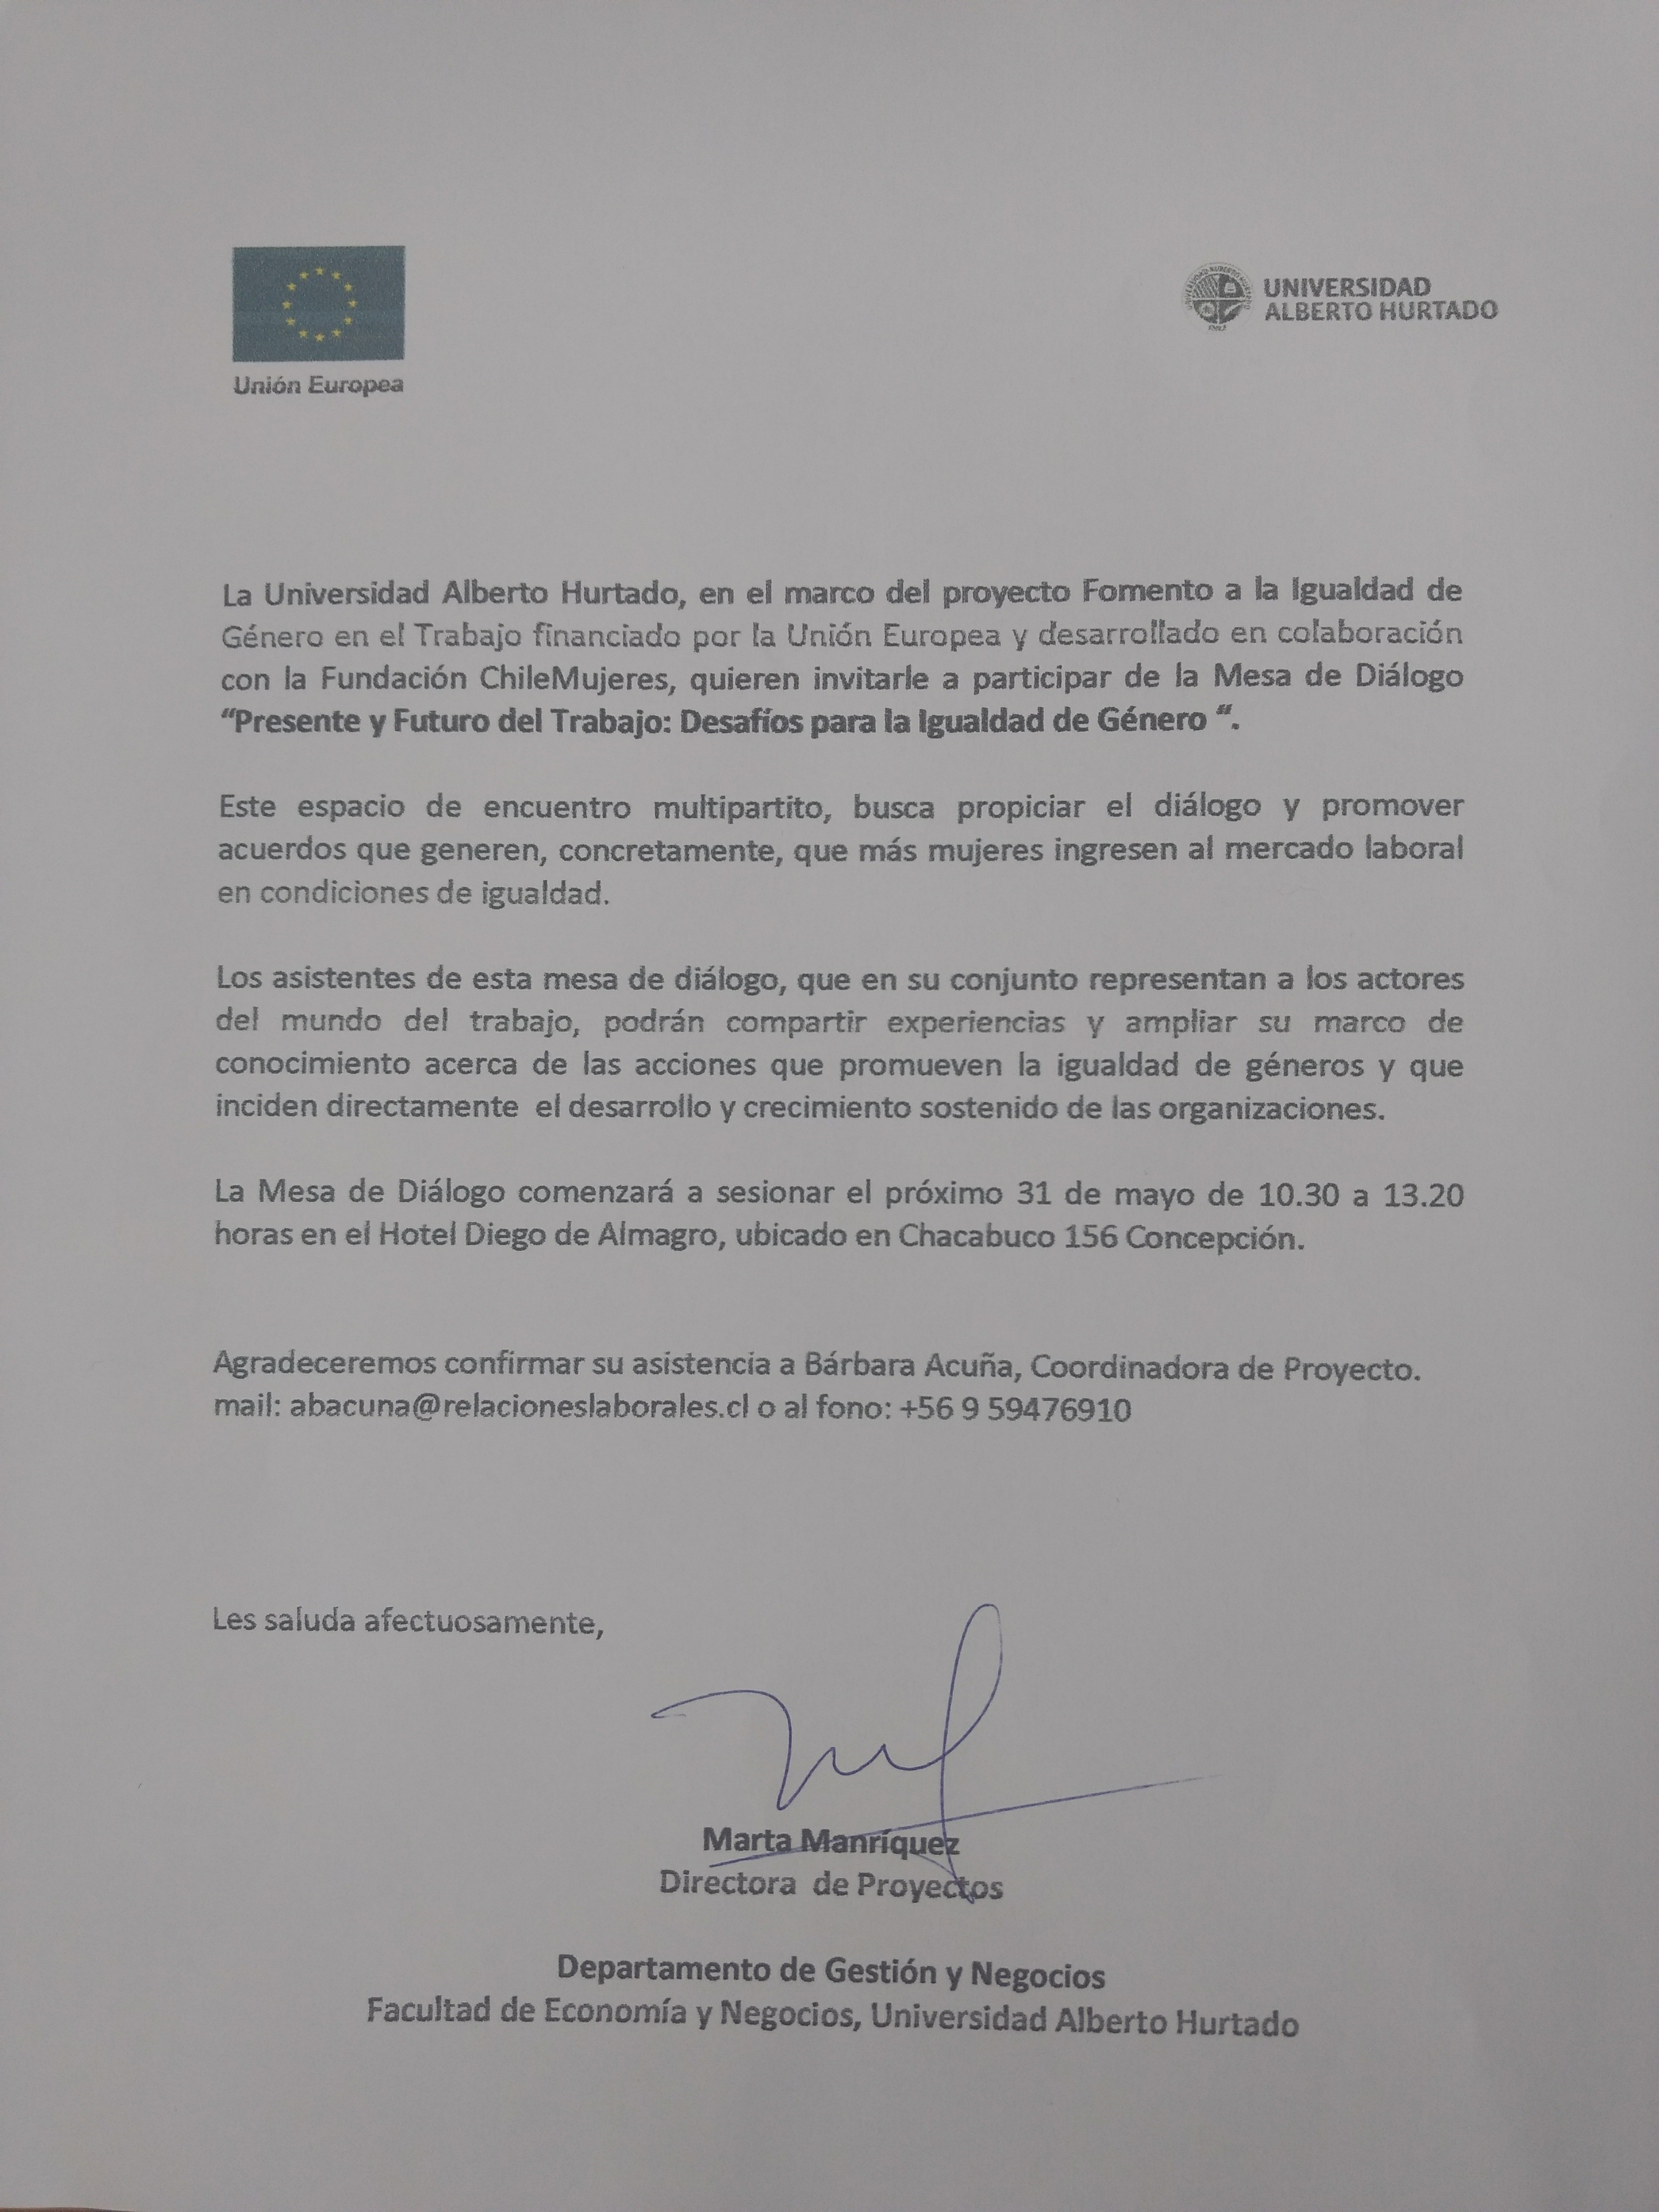 Unión Europea
UNIVERSIDAD
ALBERTO HURTADO
La Universidad Alberto Hurtado, en el marco del proyecto Fomento a la Igualdad de
Género en el Trabajo financiado por la Unión Europea y desarrollado en colaboración
con la Fundación ChileMujeres, quieren invitarle a participar de la Mesa de Diálogo
“Presente y Futuro del Trabajo: Desafíos para la Igualdad de Género “.
Este espacio de encuentro multipartito, busca propiciar el diálogo y promover
acuerdos que generen, concretamente, que más mujeres ingresen al mercado laboral
en condiciones de igualdad.
Los asistentes de esta mesa de diálogo, que en su conjunto representan a los actores
del mundo del trabajo, podrán compartir experiencias y ampliar su marco de
conocimiento acerca de las acciones que promueven la igualdad de géneros y que
inciden directamente el desarrollo y crecimiento sostenido de las organizaciones.
La Mesa de Diálogo comenzará a sesionar el próximo 31 de mayo de 10.30 a 13.20
horas en el Hotel Diego de Almagro, ubicado en Chacabuco 156 Concepción.
Agradeceremos confirmar su asistencia a Bárbara Acuña, Coordinadora de Proyecto.
mail: abacuna@relacioneslaborales.cl o al fono: +56 9 59476910
Les saluda afectuosamente,
Marta Manríquez
Directora de Proyectos
Departamento de Gestión y Negocios
Facultad de Economía y Negocios, Universidad Alberto Hurtado